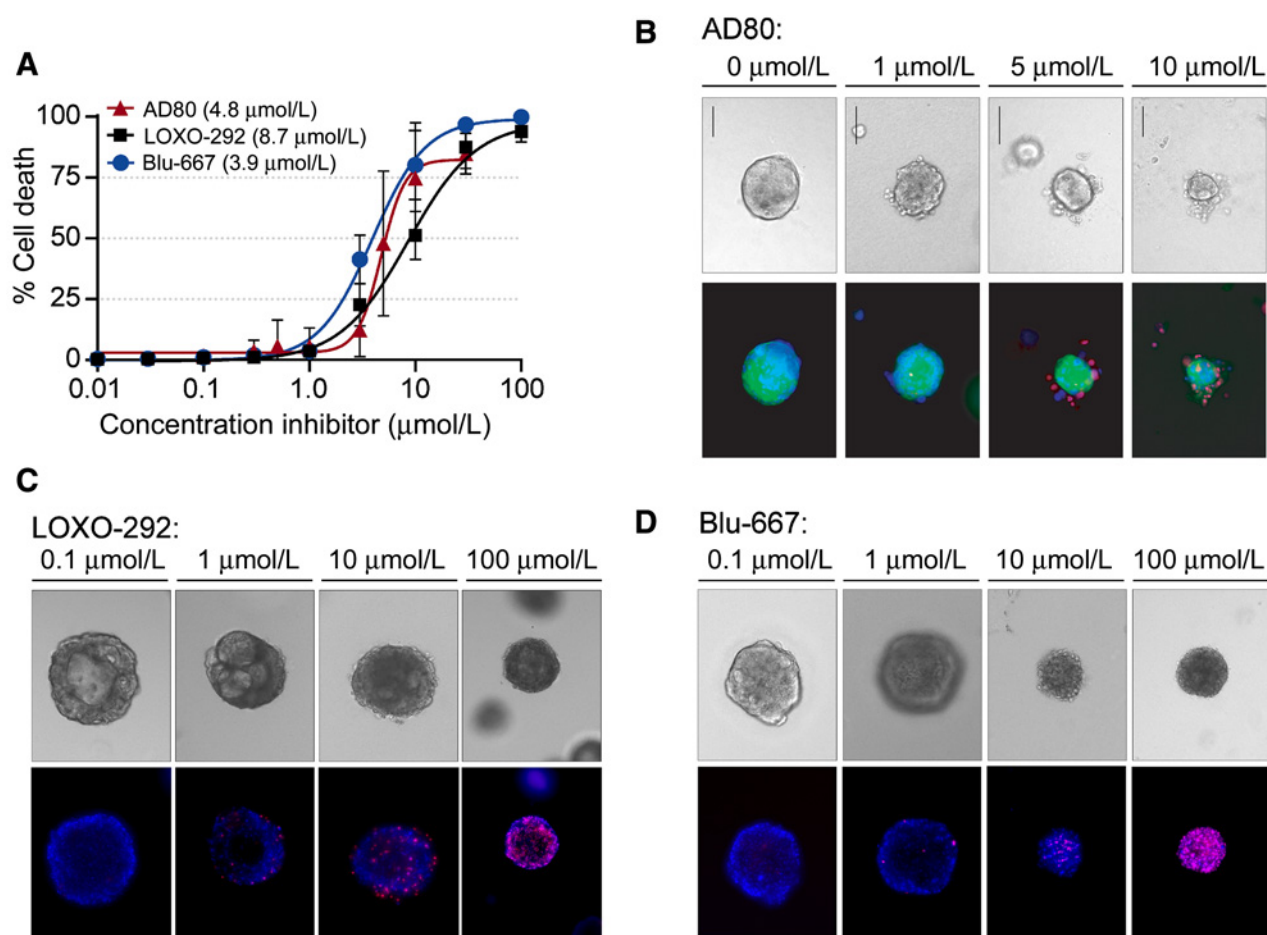 A
AD80 (4.8 μmol/L)
LOXO-292 (8.7 μmol/L)
Blu-667 (3.9 μmol/L)
% Cell death
100
75
50
25
0
0.01 0.1 1.0 10 100
Concentration inhibitor (μmol/L)
B
AD80:
0 μmol/L 1 μmol/L 5 μmol/L 10 μmol/L
C
LOXO-292:
0.1 μmol/L 1 μmol/L 10 μmol/L 100 μmol/L
D
Blu-667:
0.1 μmol/L 1 μmol/L 10 μmol/L 100 μmol/L